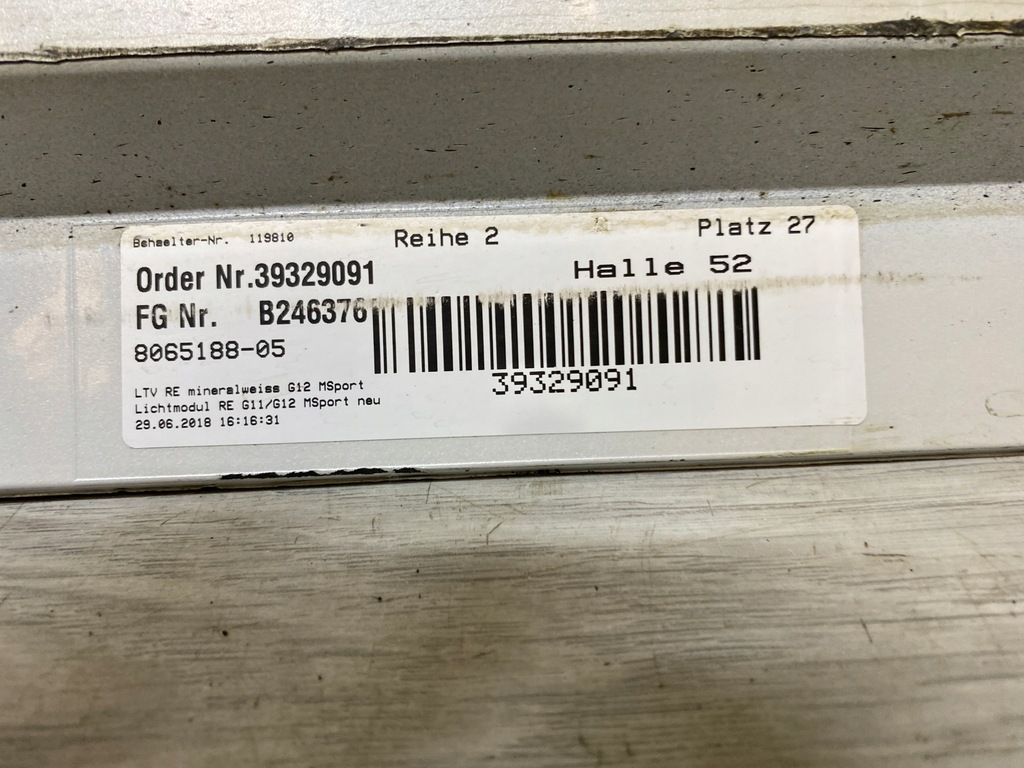 Behaelter-Nr. 119810 Reihe 2 Platz 27
Order Nr.39329091 Halle 52
FG Nr. B246376
8065188-05
39329091
LTV RE mineralweiss G12 MSport
Lichtmodul RE G11/G12 MSport neu
29.06.2018 16:16:31